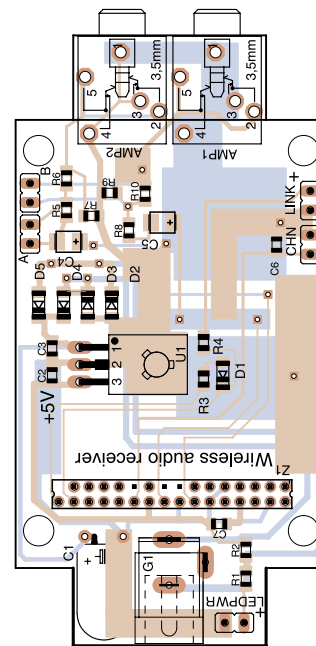 1
5
3,5mm
3
2
4
AMP2
1
5
3,5mm
3
2
4
AMP1
B
A
R6
R5
R9
R7
R10
R8
C4
C5
LINK
+
CHN
C6
D5
D4
D3
D2
C3
C2
+5V
1
2
3
U1
R4
R3
D1
Wireless audio receiver
Z1
C1
+
G1
C7
R2
R1
LEDPWR
+